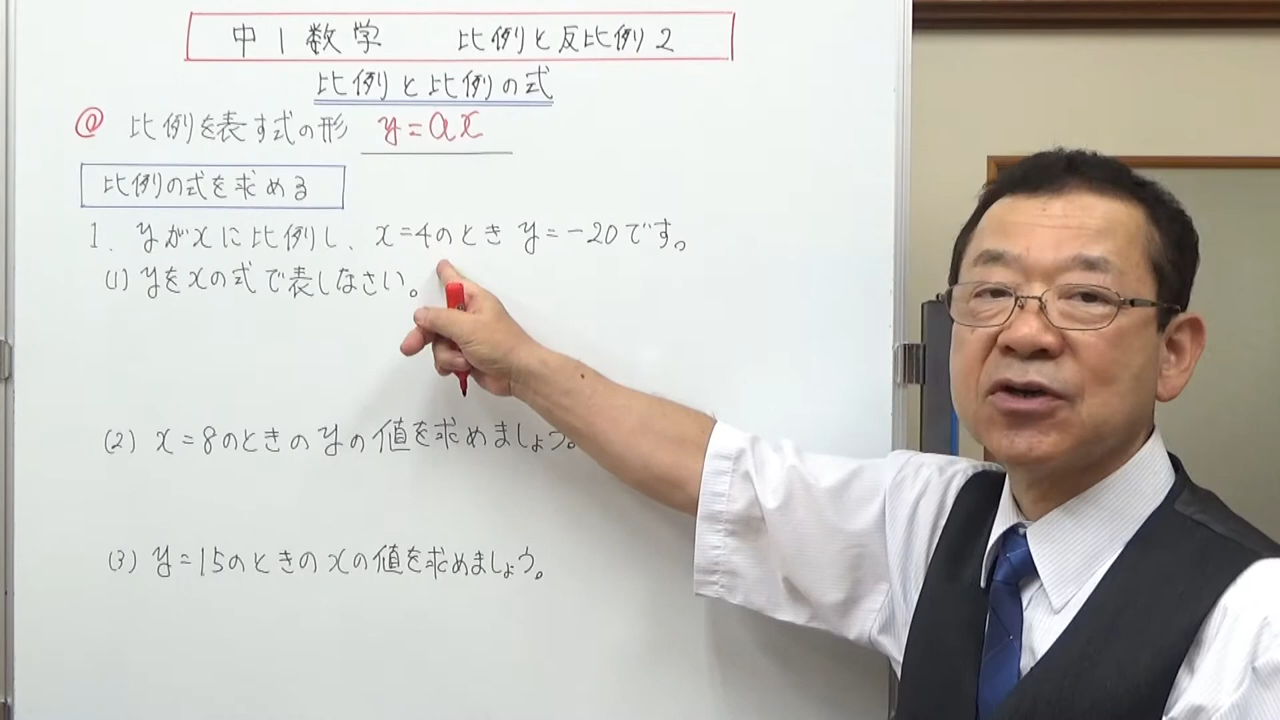 中1数学 比例と反比例2
比例と比例の式
@ 比例を表す式の形 y=ax
比例の式を求める
1. yがxに比例し、x=4のとき y=-20です。
(1) yをxの式で表しなさい。
(2) x=8のときのyの値を求めましょう。
(3) y=15のときのxの値を求めましょう。